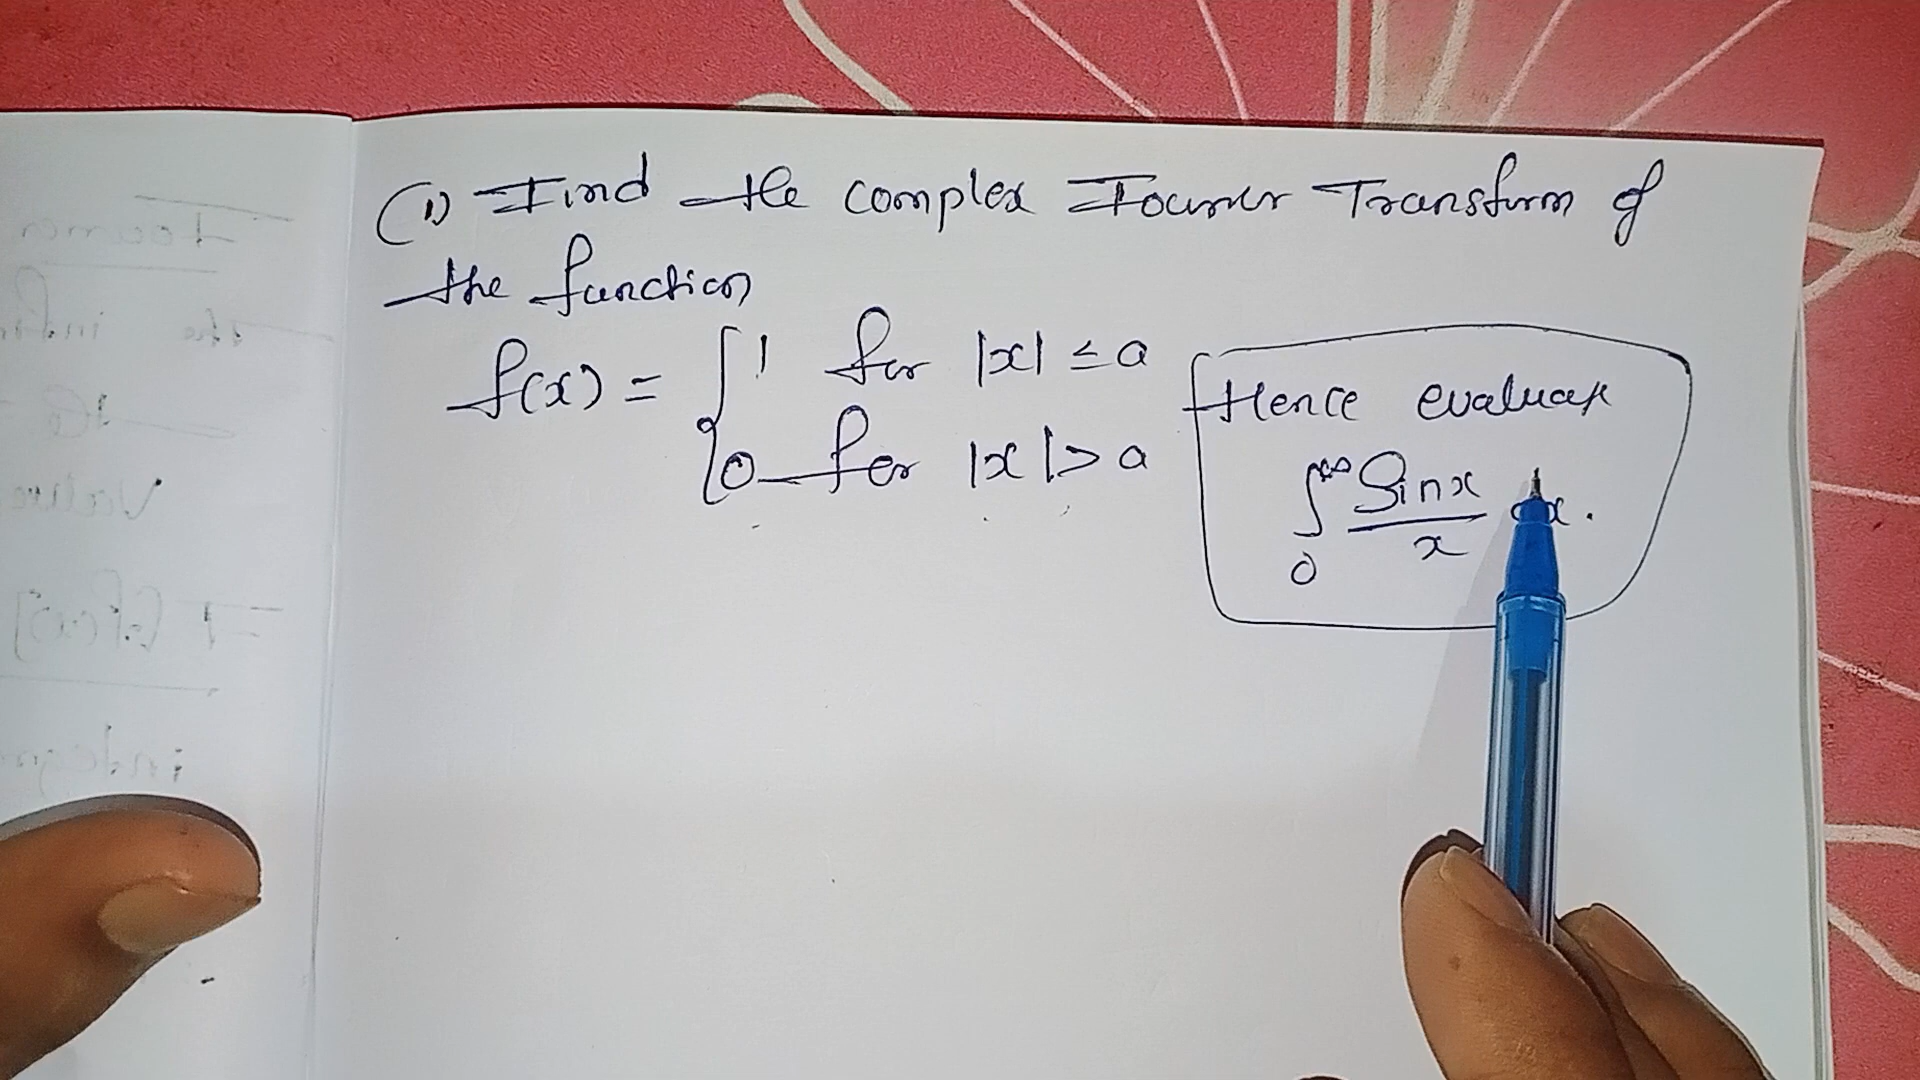 (1) Find the complex Fourier Transform of
the function
f(x) = { 1 for |x| ≤ a
0 for |x| > a
Hence evaluate
∫₀^∞ Sin x / x dx.